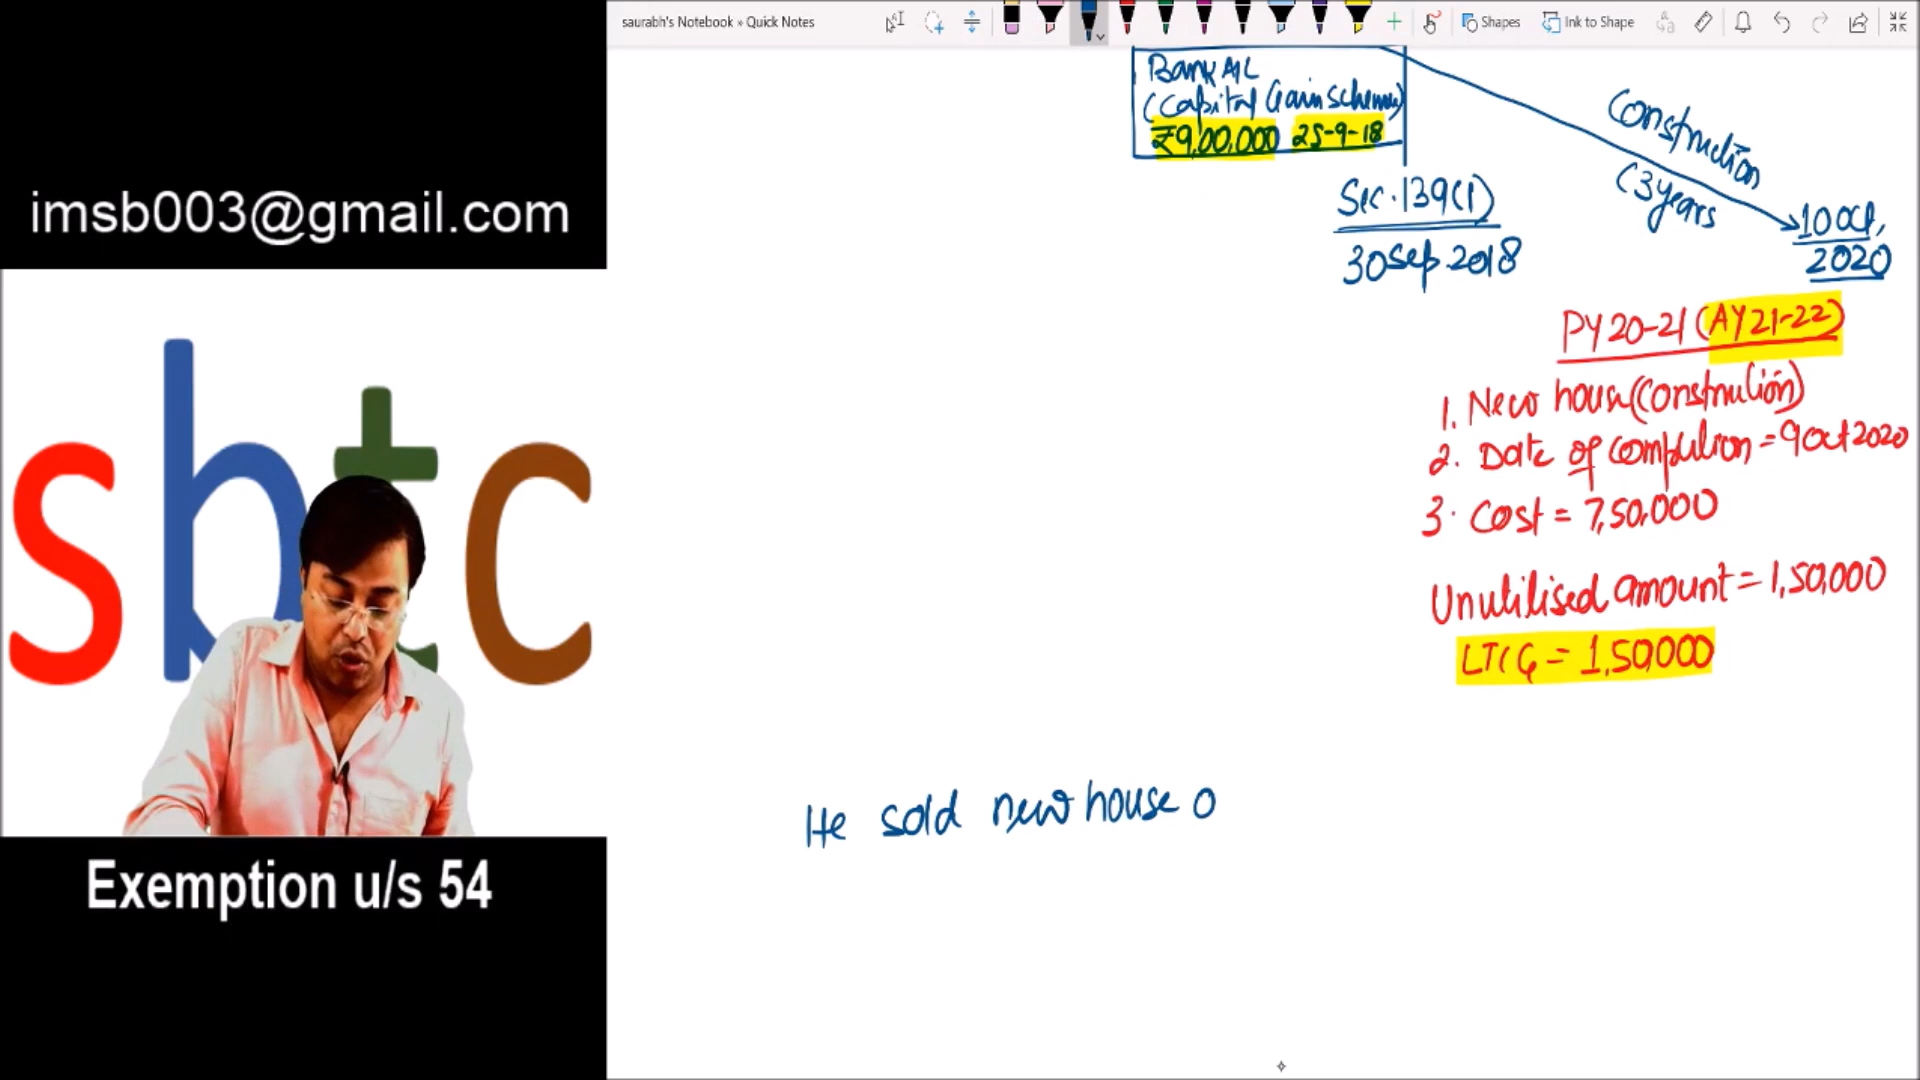 imsb003@gmail.com
sbtc
Exemption u/s 54
saurabh's Notebook » Quick Notes
Shapes
Ink to Shape
Bank A/c
(Capital Gain Scheme)
₹9,00,000 25-9-18
Sec.139(1)
30 Sep 2018
Construction
(3 years
10 Oct,
2020
PY 20-21 (AY 21-22)
1. New house (Construction)
2. Date of completion = 9 Oct 2020
3. Cost = 7,50,000
Unutilised amount = 1,50,000
LTCG = 1,50,000
He sold new house o